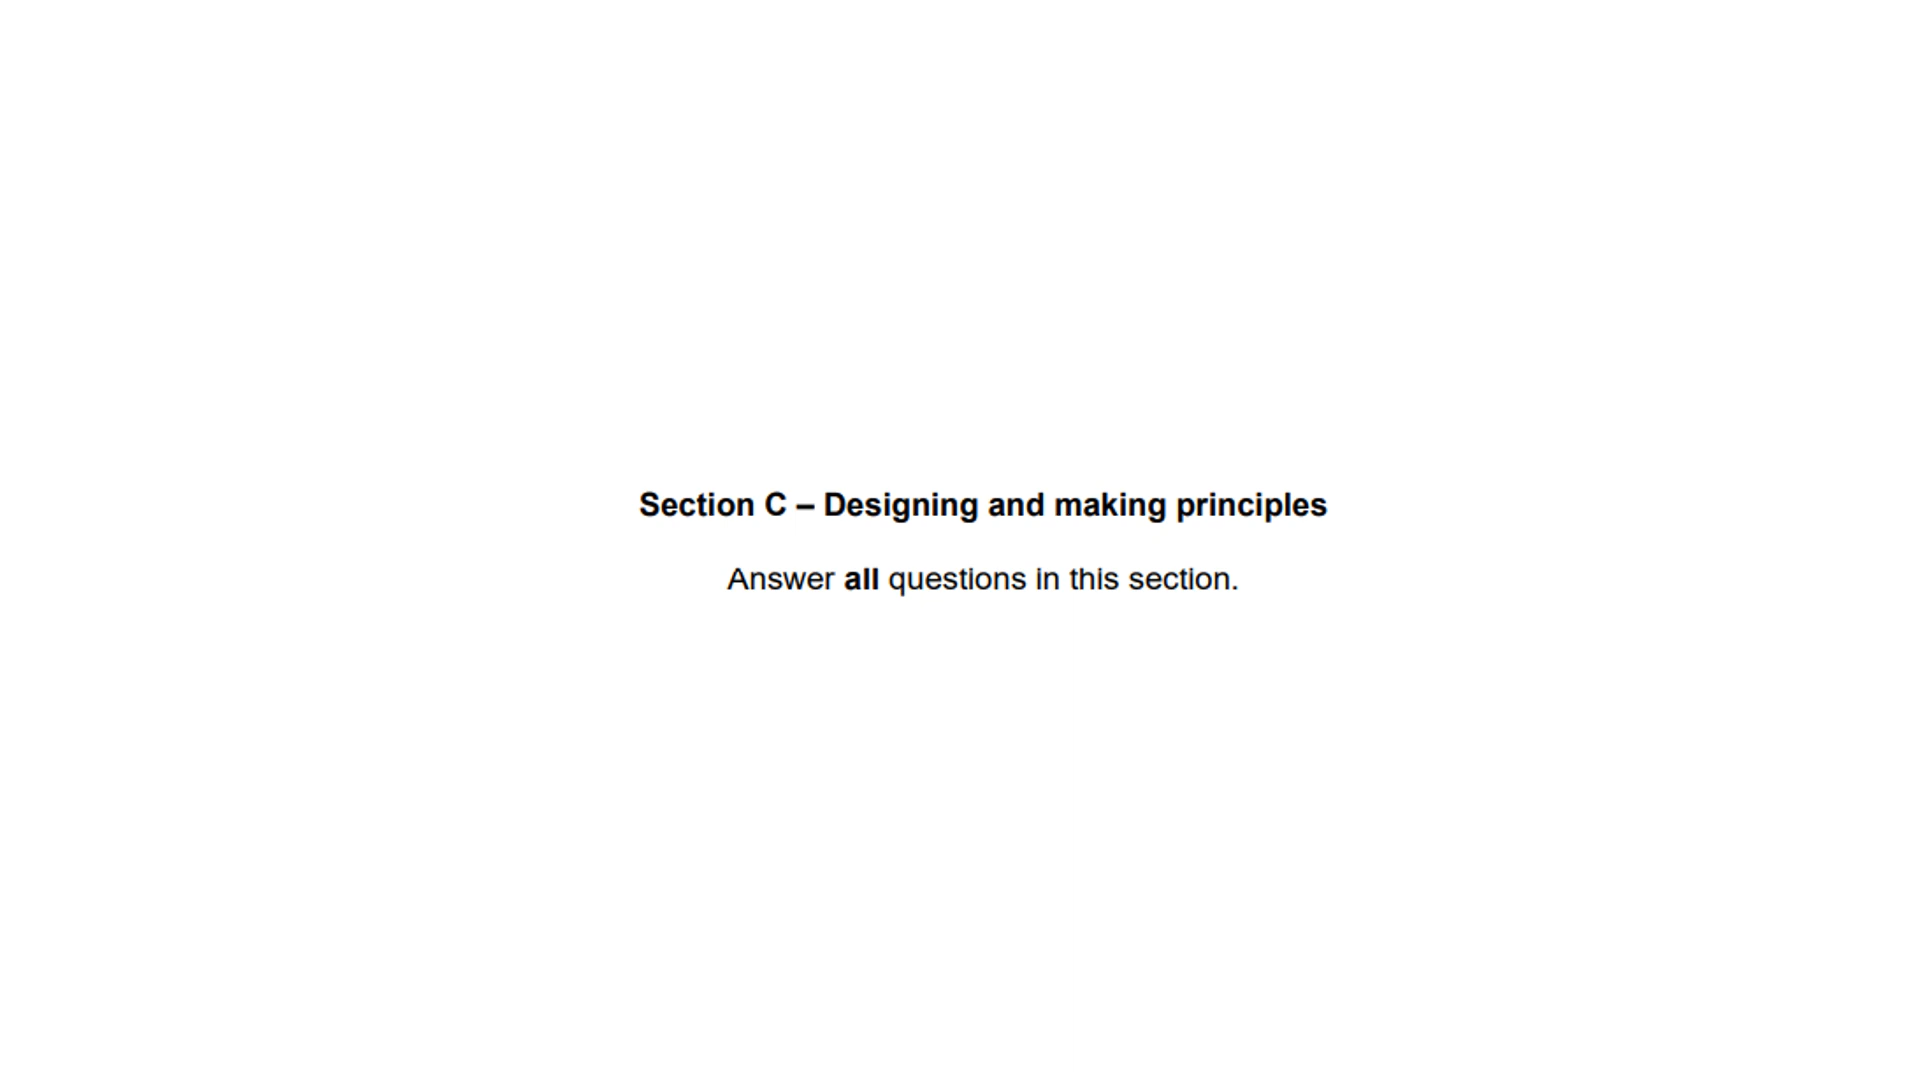 Section C – Designing and making principles
Answer all questions in this section.